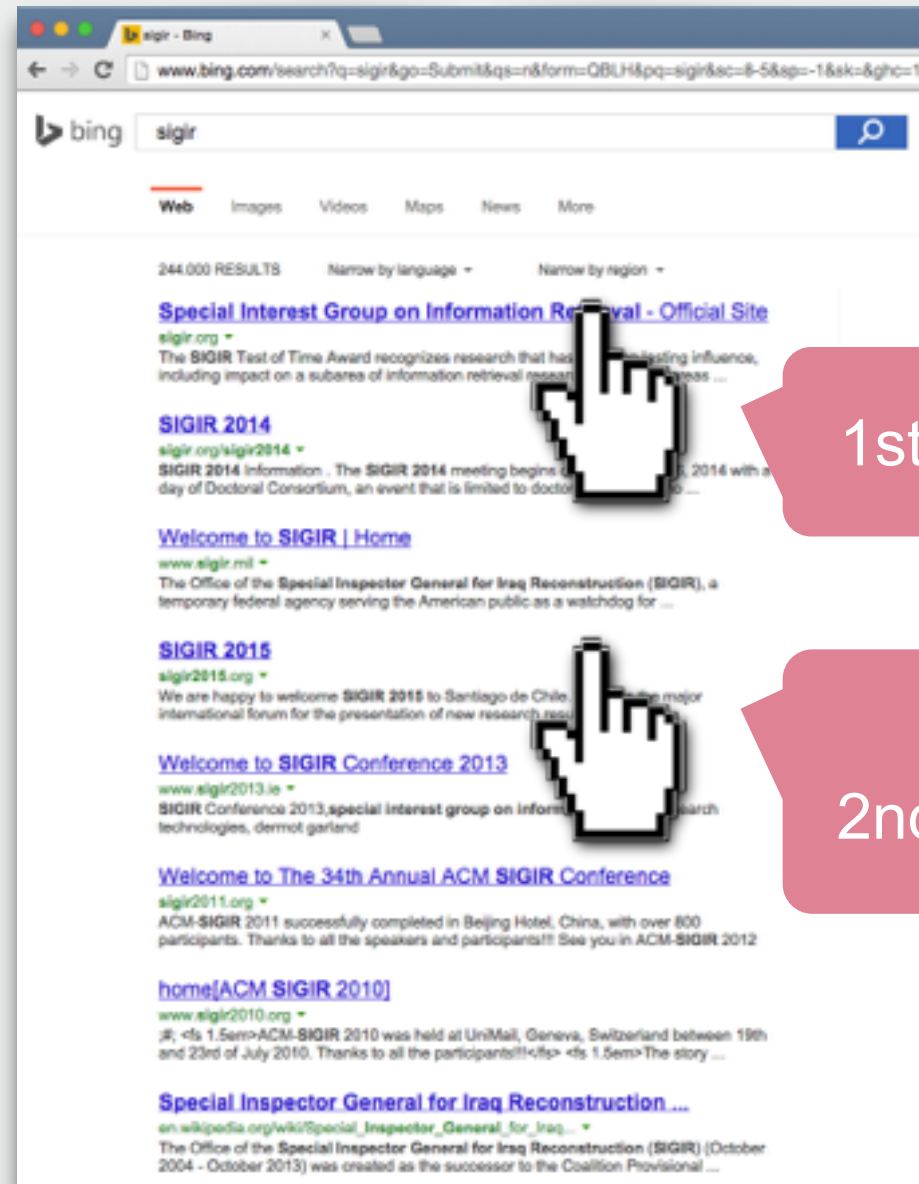 sigir - Bing
www.bing.com/search?q=sigir&go=Submit&qs=n&form=QBLH&pq=sigir&sc=8-5&sp=-1&sk=&ghc=1
bing sigir
Web Images Videos Maps News More
244.000 RESULTS Narrow by language Narrow by region
Special Interest Group on Information - Official Site
sigir.org
The SIGIR Test of Time Award recognizes research that has lasting influence,
including impact on a subarea of information retrieval ...
1st
SIGIR 2014
sigir.org/sigir2014
SIGIR 2014 Information . The SIGIR 2014 meeting begins 2014 with a
day of Doctoral Consortium, an event that is limited to ...
Welcome to SIGIR | Home
www.sigir.mil
The Office of the Special Inspector General for Iraq Reconstruction (SIGIR), a
temporary federal agency serving the American public as a watchdog for ...
SIGIR 2015
sigir2015.org
We are happy to welcome SIGIR 2015 to Santiago de Chile. major
international forum for the presentation of new research
2nd
Welcome to SIGIR Conference 2013
www.sigir2013.ie
SIGIR Conference 2013,special interest group on
technologies, dermot garland
Welcome to The 34th Annual ACM SIGIR Conference
sigir2011.org
ACM-SIGIR 2011 successfully completed in Beijing Hotel, China, with over 800
participants. Thanks to all the speakers and participants!!! See you in ACM-SIGIR 2012
home[ACM SIGIR 2010]
www.sigir2010.org
;#; <fs 1.5em>ACM-SIGIR 2010 was held at UniMail, Geneva, Switzerland between 19th
and 23rd of July 2010. Thanks to all the participants!!!</fs> <fs 1.5em>The story ...
Special Inspector General for Iraq Reconstruction ...
en.wikipedia.org/wiki/Special_Inspector_General_for_Iraq...
The Office of the Special Inspector General for Iraq Reconstruction (SIGIR) (October
2004 - October 2013) was created as the successor to the Coalition Provisional ...